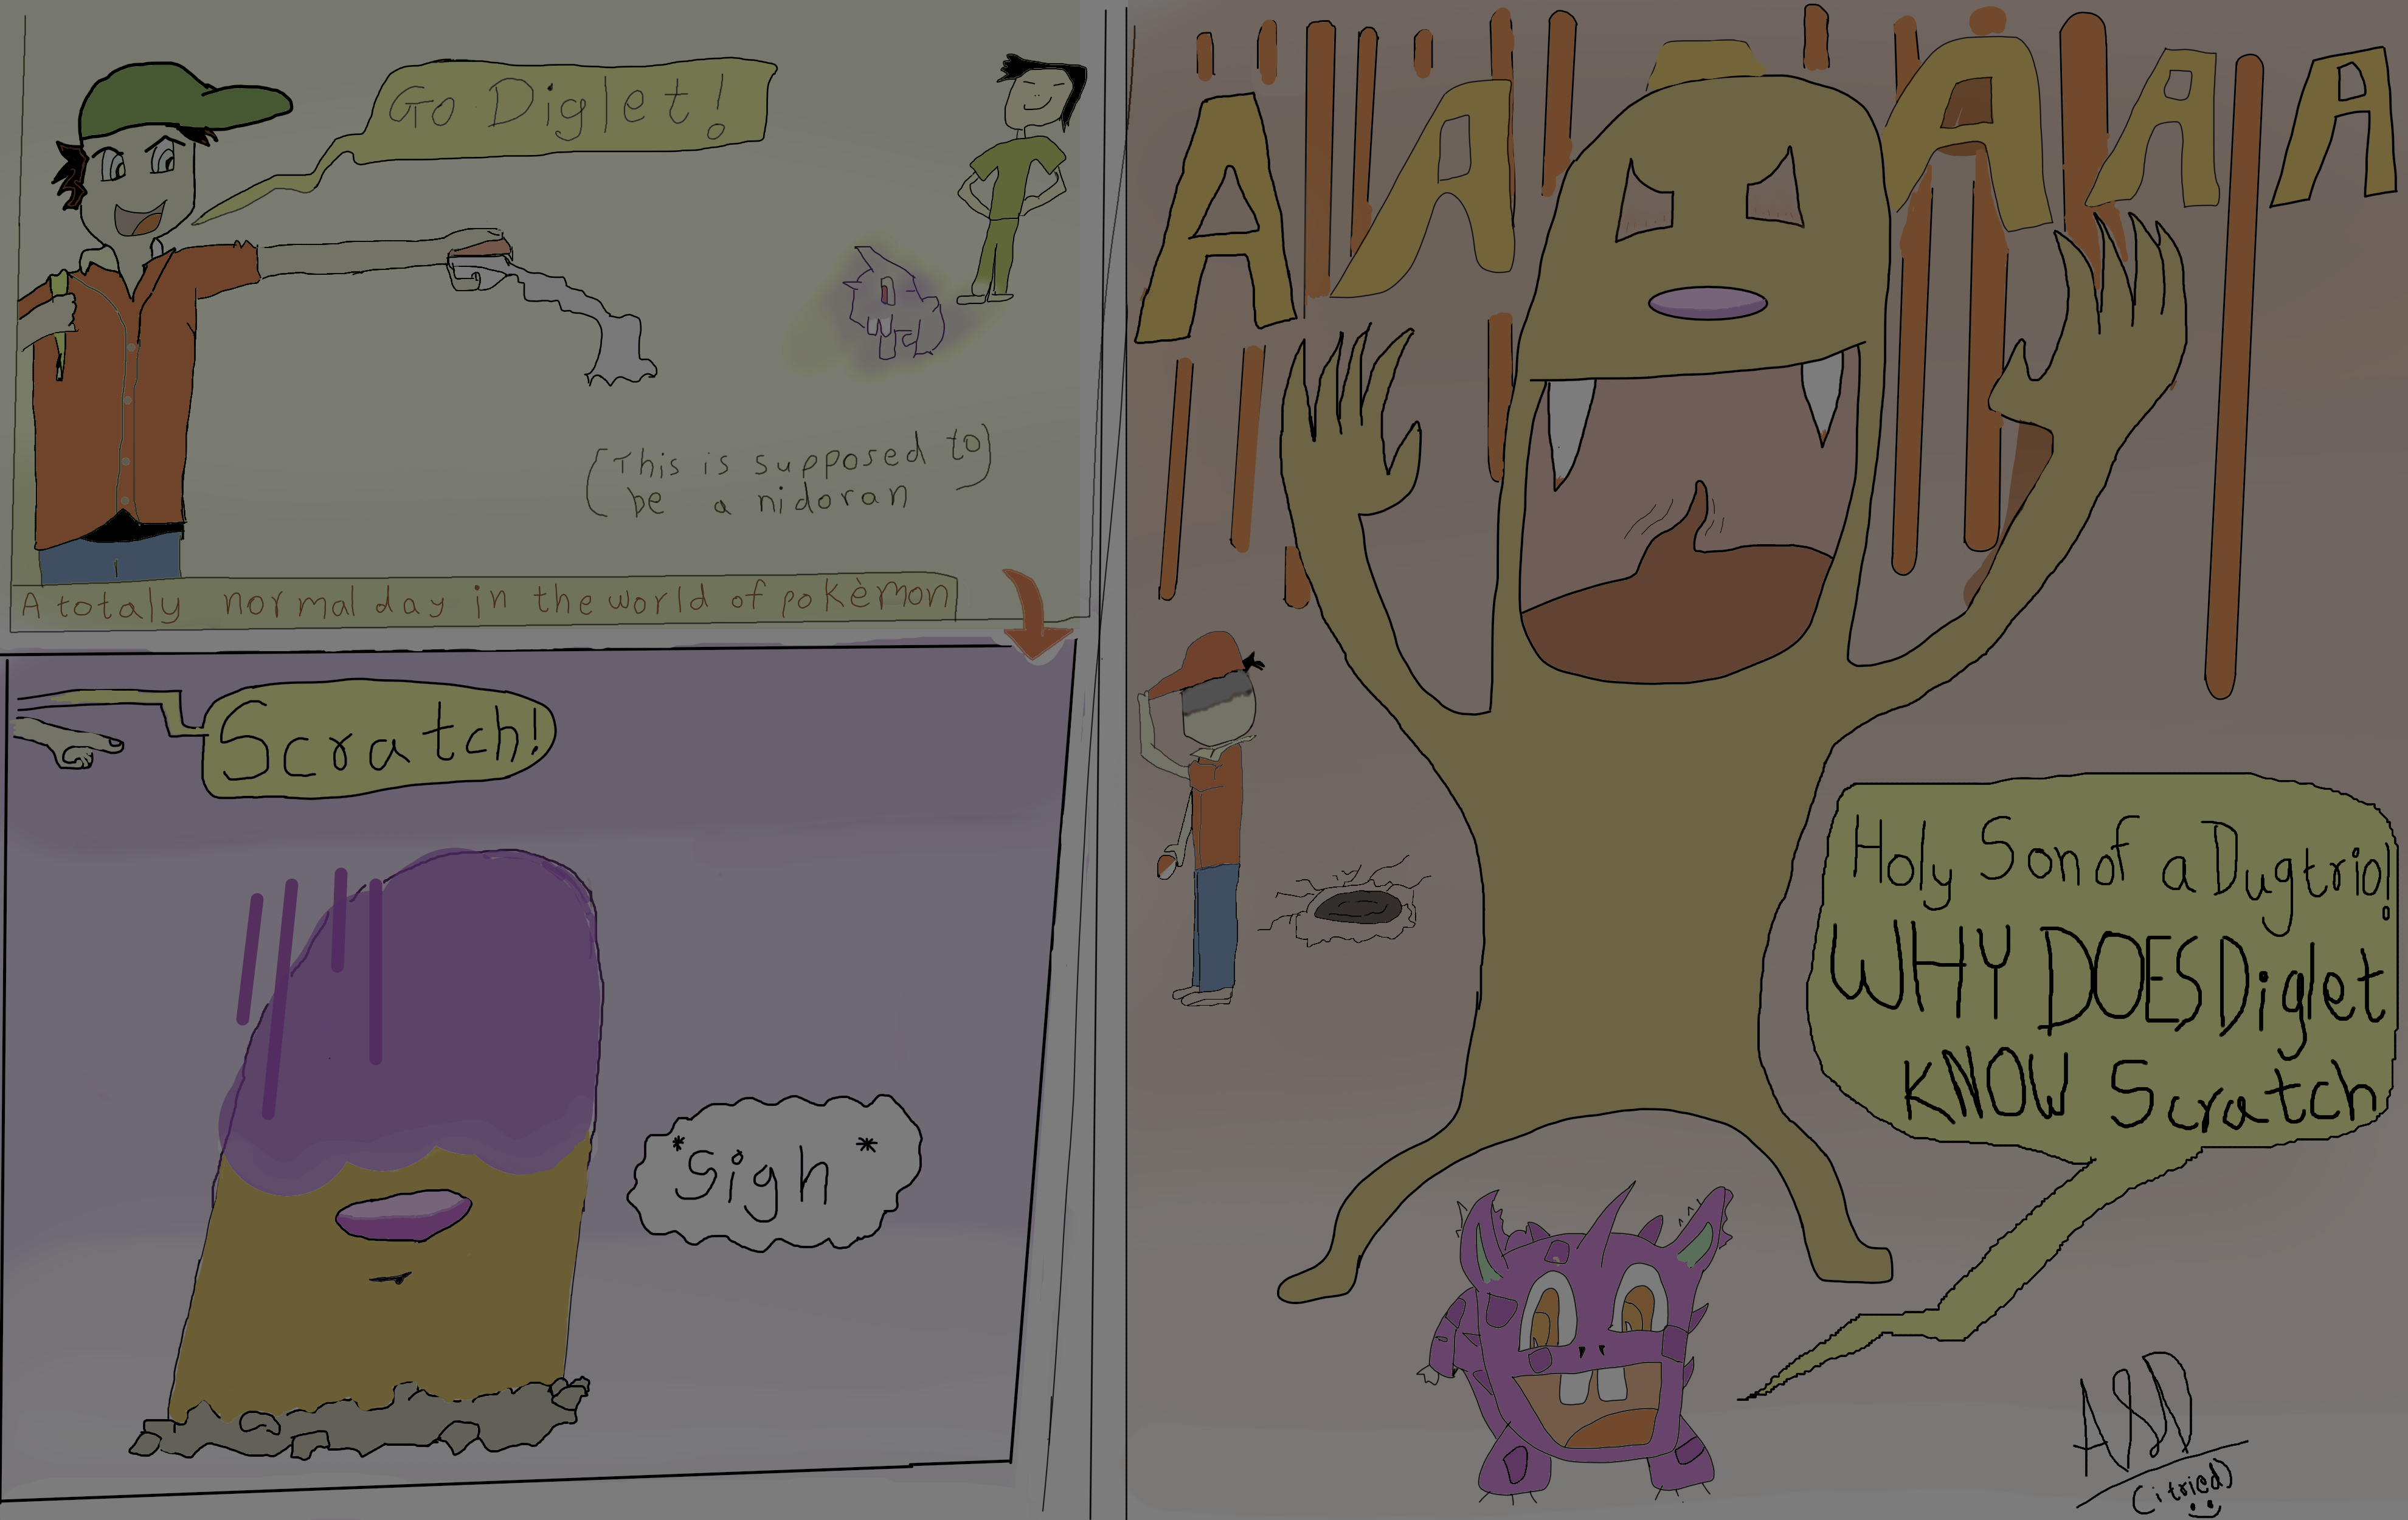 Go Diglet!
(This is supposed to)
be a nidoran
A totaly normal day in the world of pokèmon
Scratch!
*sigh*
AAAAA
Holy Son of a Dugtrio!
WHY DOES Diglet
KNOW Scratch
ASD
(i tried)